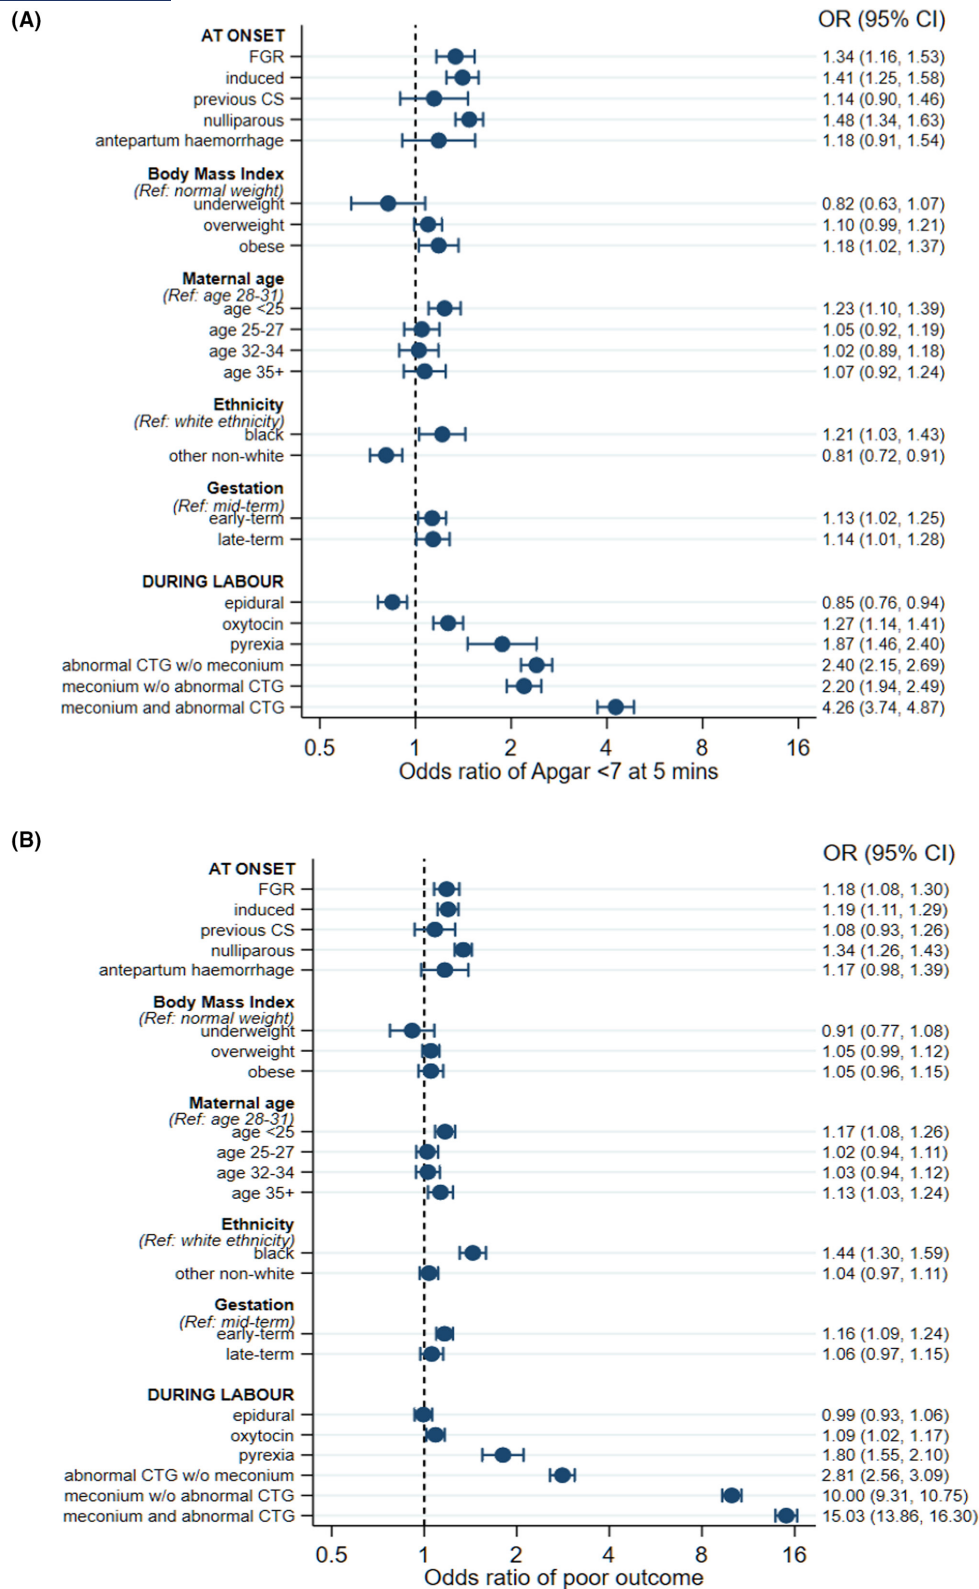 (A)
OR (95% CI)
AT ONSET
FGR 1.34 (1.16, 1.53)
induced 1.41 (1.25, 1.58)
previous CS 1.14 (0.90, 1.46)
nulliparous 1.48 (1.34, 1.63)
antepartum haemorrhage 1.18 (0.91, 1.54)
Body Mass Index
(Ref: normal weight)
underweight 0.82 (0.63, 1.07)
overweight 1.10 (0.99, 1.21)
obese 1.18 (1.02, 1.37)
Maternal age
(Ref: age 28-31)
age <25 1.23 (1.10, 1.39)
age 25-27 1.05 (0.92, 1.19)
age 32-34 1.02 (0.89, 1.18)
age 35+ 1.07 (0.92, 1.24)
Ethnicity
(Ref: white ethnicity)
black 1.21 (1.03, 1.43)
other non-white 0.81 (0.72, 0.91)
Gestation
(Ref: mid-term)
early-term 1.13 (1.02, 1.25)
late-term 1.14 (1.01, 1.28)
DURING LABOUR
epidural 0.85 (0.76, 0.94)
oxytocin 1.27 (1.14, 1.41)
pyrexia 1.87 (1.46, 2.40)
abnormal CTG w/o meconium 2.40 (2.15, 2.69)
meconium w/o abnormal CTG 2.20 (1.94, 2.49)
meconium and abnormal CTG 4.26 (3.74, 4.87)
0.5 1 2 4 8 16
Odds ratio of Apgar <7 at 5 mins
(B)
OR (95% CI)
AT ONSET
FGR 1.18 (1.08, 1.30)
induced 1.19 (1.11, 1.29)
previous CS 1.08 (0.93, 1.26)
nulliparous 1.34 (1.26, 1.43)
antepartum haemorrhage 1.17 (0.98, 1.39)
Body Mass Index
(Ref: normal weight)
underweight 0.91 (0.77, 1.08)
overweight 1.05 (0.99, 1.12)
obese 1.05 (0.96, 1.15)
Maternal age
(Ref: age 28-31)
age <25 1.17 (1.08, 1.26)
age 25-27 1.02 (0.94, 1.11)
age 32-34 1.03 (0.94, 1.12)
age 35+ 1.13 (1.03, 1.24)
Ethnicity
(Ref: white ethnicity)
black 1.44 (1.30, 1.59)
other non-white 1.04 (0.97, 1.11)
Gestation
(Ref: mid-term)
early-term 1.16 (1.09, 1.24)
late-term 1.06 (0.97, 1.15)
DURING LABOUR
epidural 0.99 (0.93, 1.06)
oxytocin 1.09 (1.02, 1.17)
pyrexia 1.80 (1.55, 2.10)
abnormal CTG w/o meconium 2.81 (2.56, 3.09)
meconium w/o abnormal CTG 10.00 (9.31, 10.75)
meconium and abnormal CTG 15.03 (13.86, 16.30)
0.5 1 2 4 8 16
Odds ratio of poor outcome